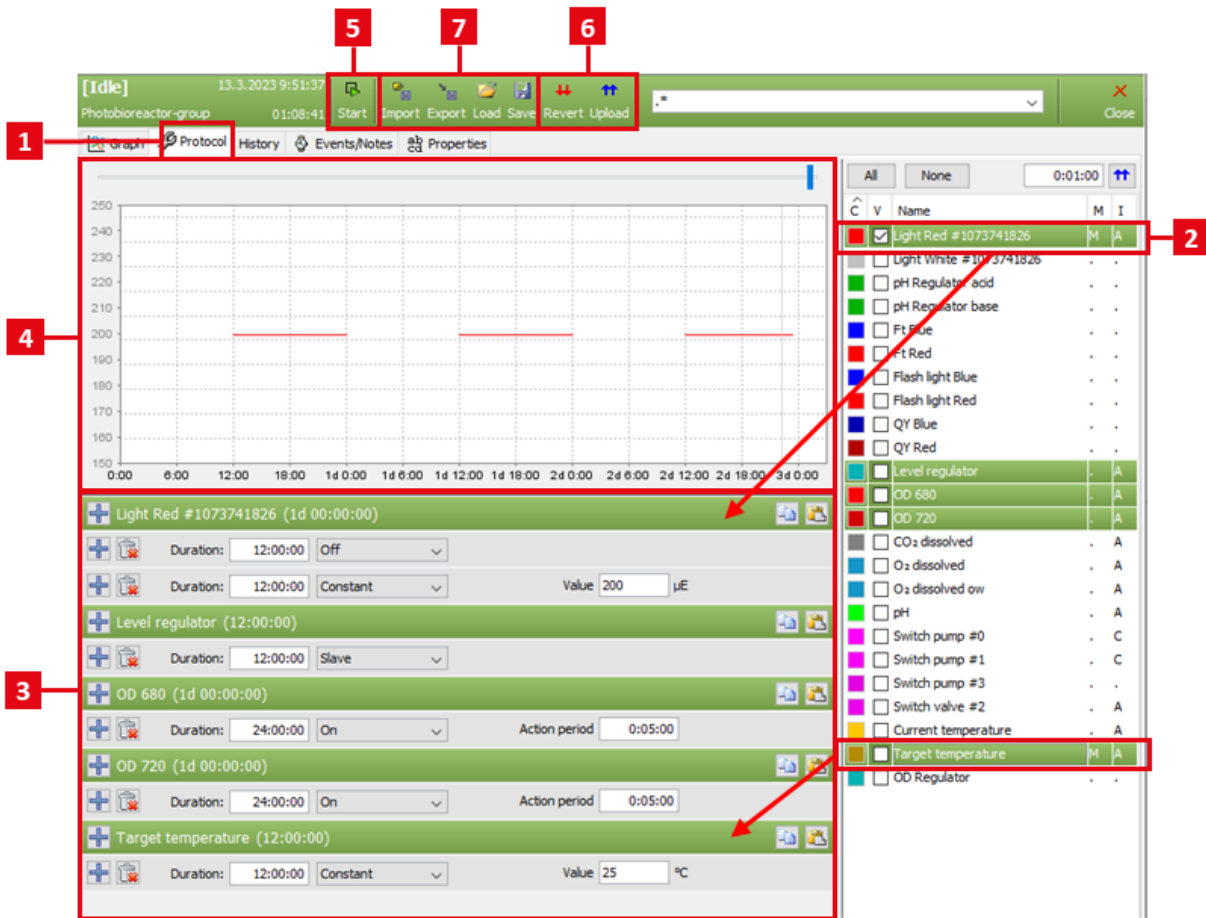 5
7
6
[Idle]
13.3.2023 9:51:37
.*
Photobioreactor-group
01:08:41
Start
Import
Export
Load
Save
Revert
Upload
Close
1
Graph
Protocol
History
Events/Notes
Properties
All
None
0:01:00
C V Name M I
250
240
230
220
210
200
190
180
170
160
150
0:00 6:00 12:00 18:00 1d 0:00 1d 6:00 1d 12:00 1d 18:00 2d 0:00 2d 6:00 2d 12:00 2d 18:00 3d 0:00
4
2
Light Red #1073741826 M A
Light White #1073741826 . .
pH Regulator acid . .
pH Regulator base . .
Ft Blue . .
Ft Red . .
Flash light Blue . .
Flash light Red . .
QY Blue . .
QY Red . .
Level regulator . A
OD 680 . A
OD 720 . A
CO₂ dissolved . A
O₂ dissolved . A
O₂ dissolved ow . A
pH . A
Switch pump #0 . C
Switch pump #1 . C
Switch pump #3 . .
Switch valve #2 . A
Current temperature . A
Target temperature M A
OD Regulator . .
3
Light Red #1073741826 (1d 00:00:00)
Duration: 12:00:00 Off
Duration: 12:00:00 Constant Value 200 µE
Level regulator (12:00:00)
Duration: 12:00:00 Slave
OD 680 (1d 00:00:00)
Duration: 24:00:00 On Action period 0:05:00
OD 720 (1d 00:00:00)
Duration: 24:00:00 On Action period 0:05:00
Target temperature (12:00:00)
Duration: 12:00:00 Constant Value 25 °C